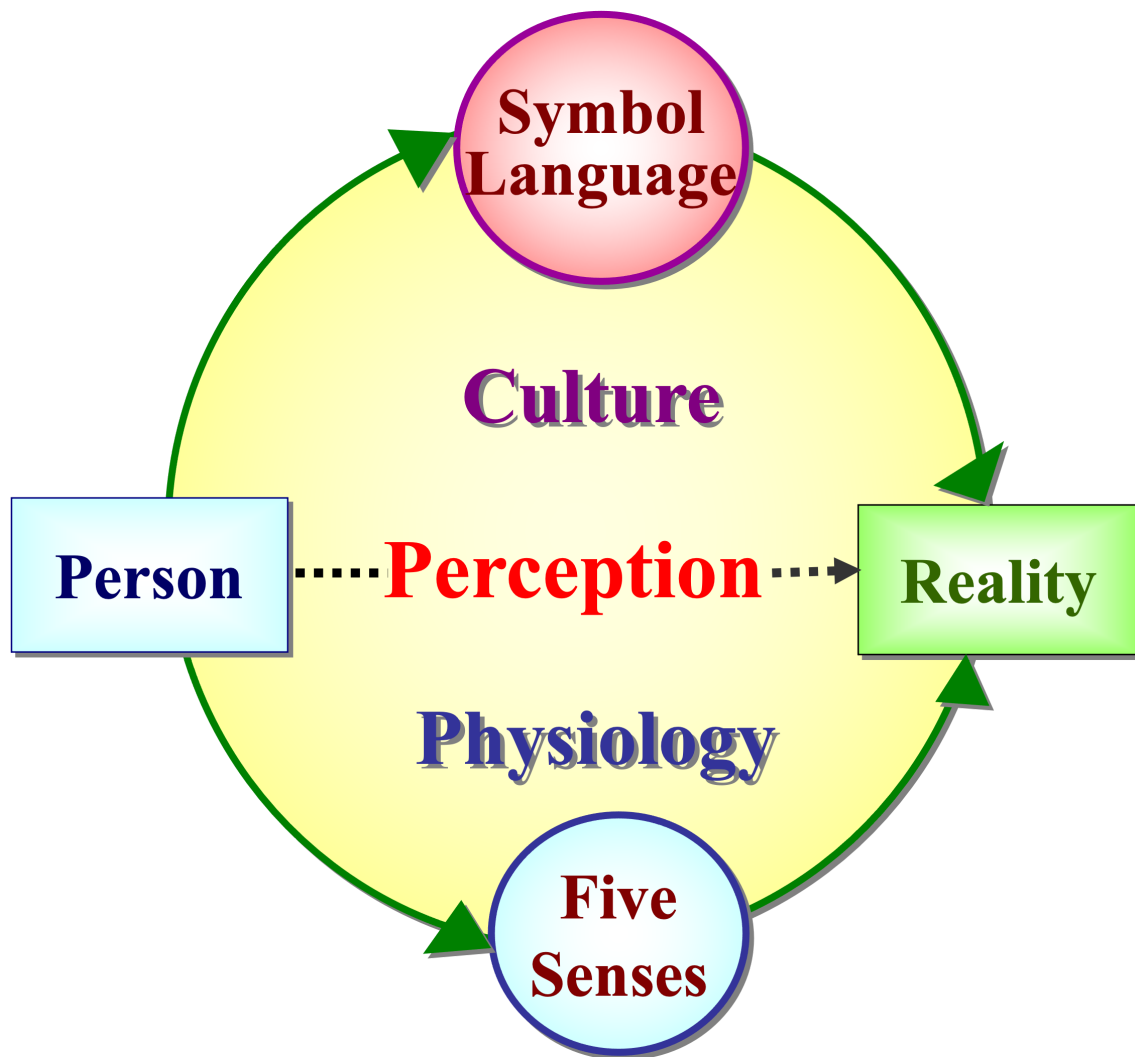 Symbol
Language
Culture
Person
Perception
Reality
Physiology
Five
Senses